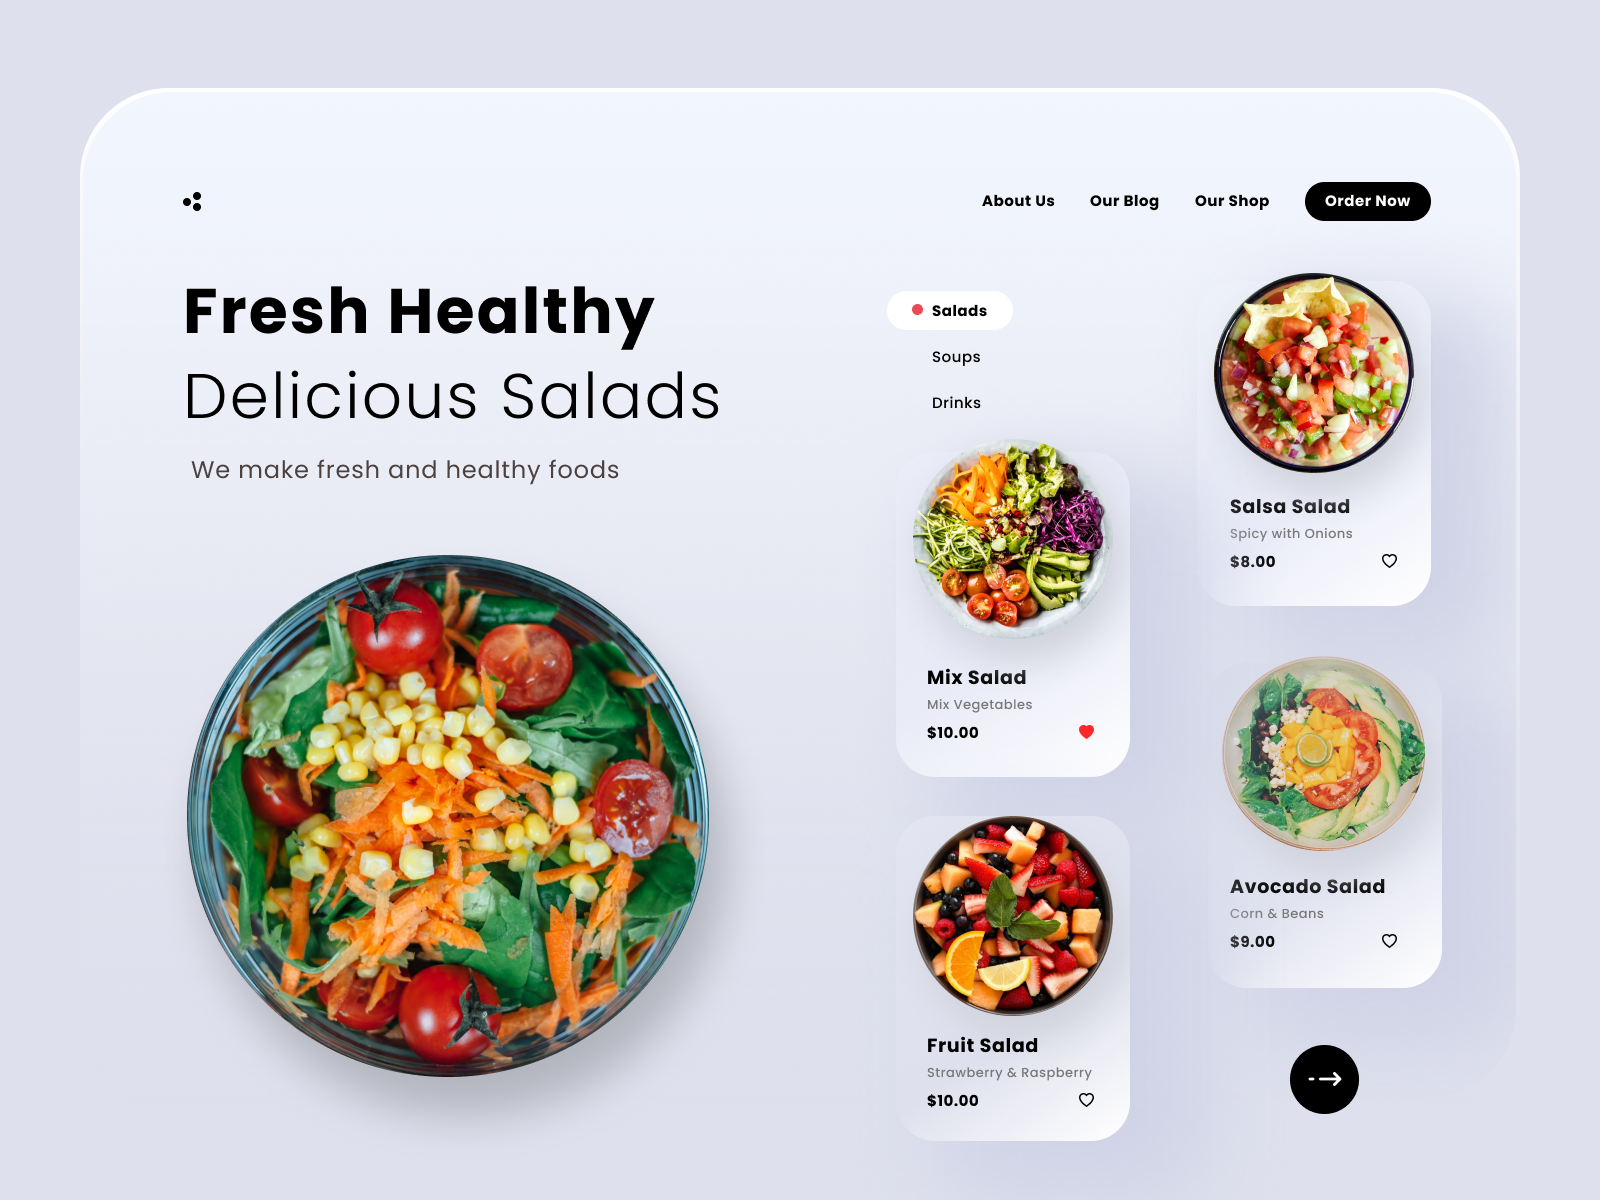 About Us
Our Blog
Our Shop
Order Now
Fresh Healthy
Delicious Salads
We make fresh and healthy foods
Salads
Soups
Drinks
Salsa Salad
Spicy with Onions
$8.00
Mix Salad
Mix Vegetables
$10.00
Avocado Salad
Corn & Beans
$9.00
Fruit Salad
Strawberry & Raspberry
$10.00